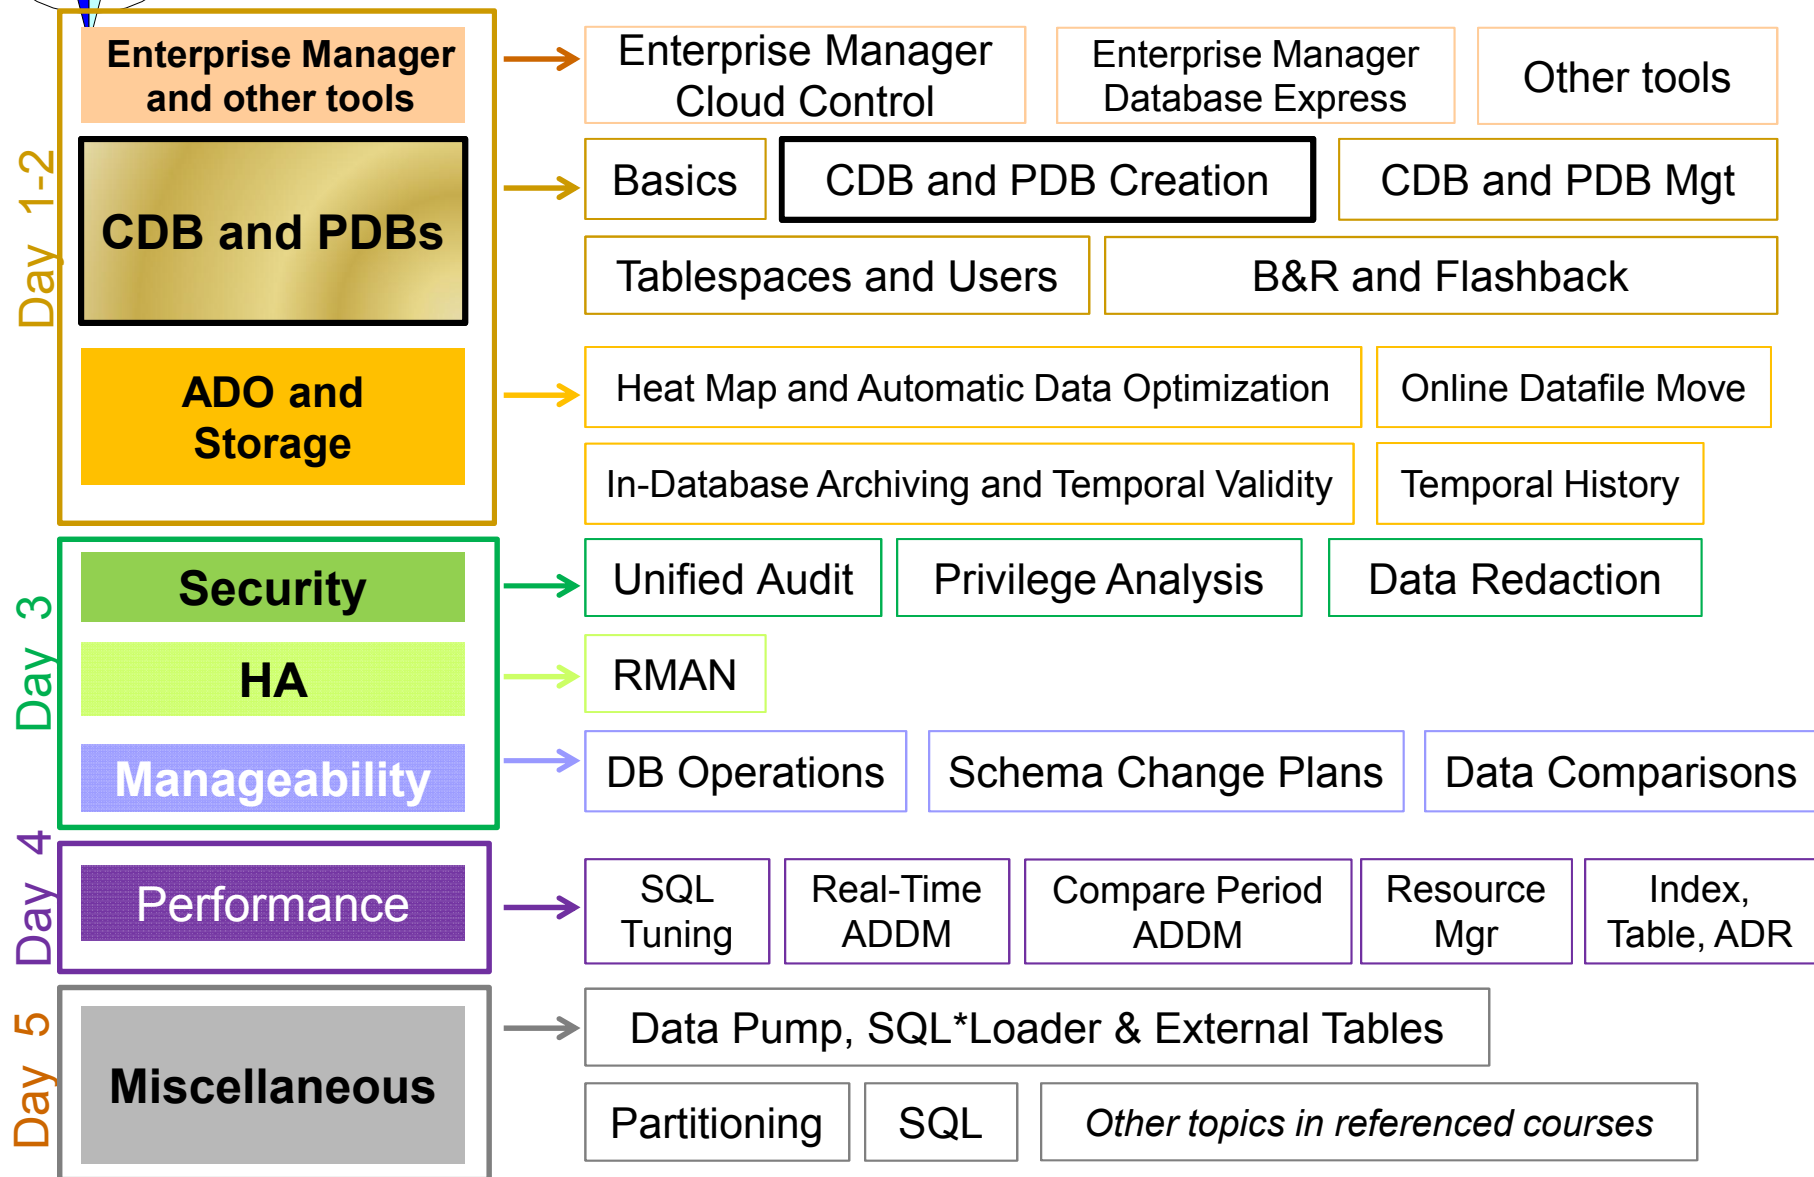 Day 1-2
Enterprise Manager
and other tools
Enterprise Manager
Cloud Control
Enterprise Manager
Database Express
Other tools
CDB and PDBs
Basics
CDB and PDB Creation
CDB and PDB Mgt
Tablespaces and Users
B&R and Flashback
ADO and
Storage
Heat Map and Automatic Data Optimization
Online Datafile Move
In-Database Archiving and Temporal Validity
Temporal History
Day 3
Security
Unified Audit
Privilege Analysis
Data Redaction
HA
RMAN
Manageability
DB Operations
Schema Change Plans
Data Comparisons
Day 4
Performance
SQL
Tuning
Real-Time
ADDM
Compare Period
ADDM
Resource
Mgr
Index,
Table, ADR
Day 5
Miscellaneous
Data Pump, SQL*Loader & External Tables
Partitioning
SQL
Other topics in referenced courses